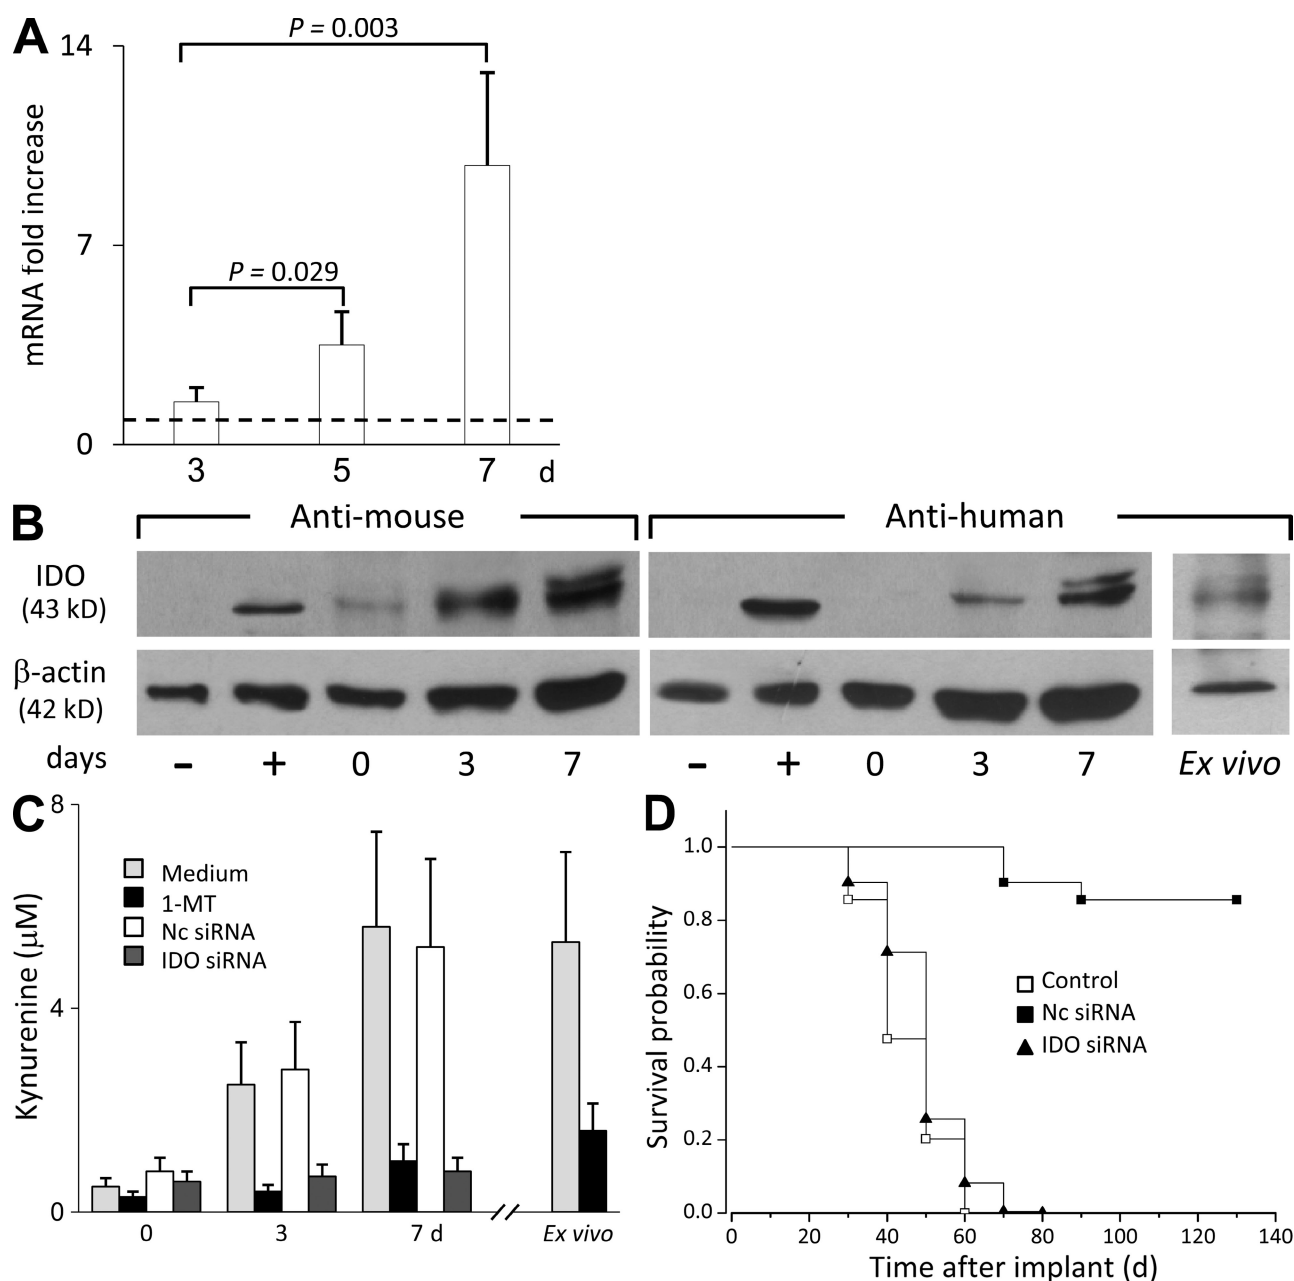 A
14
P = 0.003
mRNA fold increase
7
P = 0.029
0
3 5 7 d
B
Anti-mouse Anti-human
IDO
(43 kD)
β-actin
(42 kD)
days − + 0 3 7 − + 0 3 7 Ex vivo
C
8
Kynurenine (μM)
Medium
1-MT
Nc siRNA
IDO siRNA
4
0
0 3 7 d Ex vivo
D
Survival probability
1.0
0.8
0.6
0.4
0.2
0.0
Control
Nc siRNA
IDO siRNA
0 20 40 60 80 100 120 140
Time after implant (d)